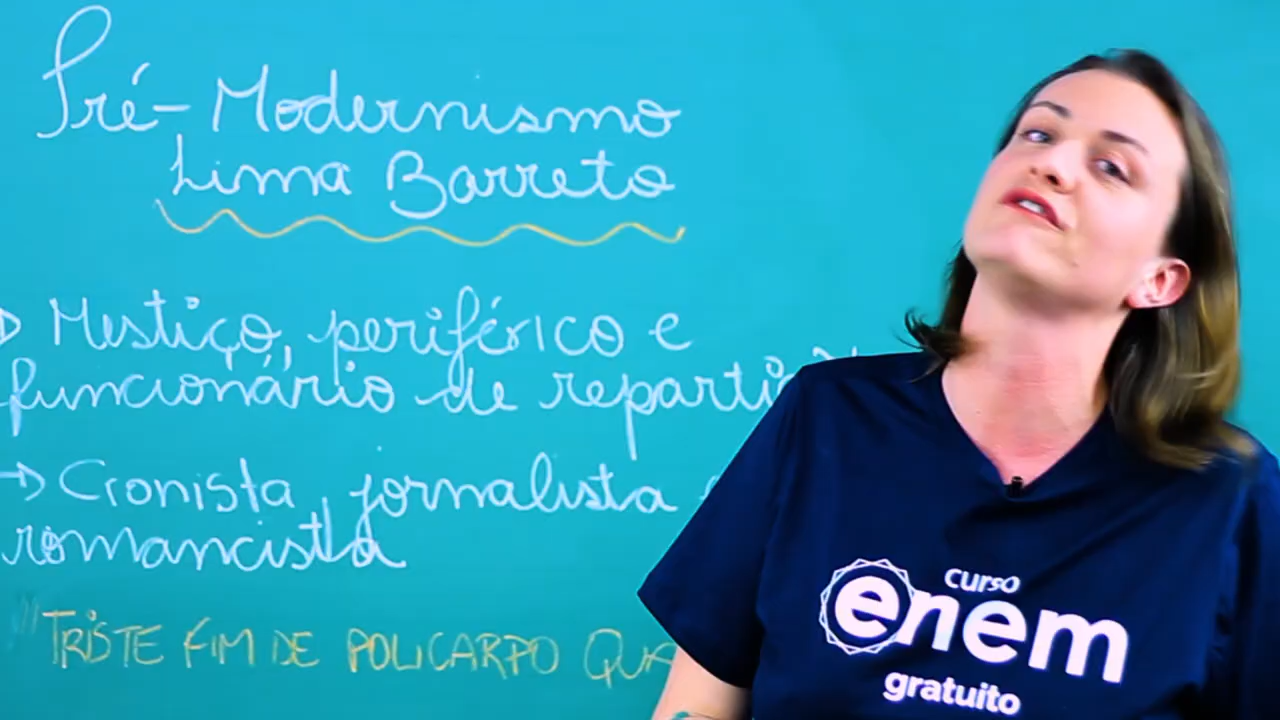 Pré-Modernismo
Lima Barreto
→ Mestiço, periférico e
funcionário de
→ Cronista, jornalista
romancista
"TRISTE FIM DE POLICARPO
curso
enem
gratuito